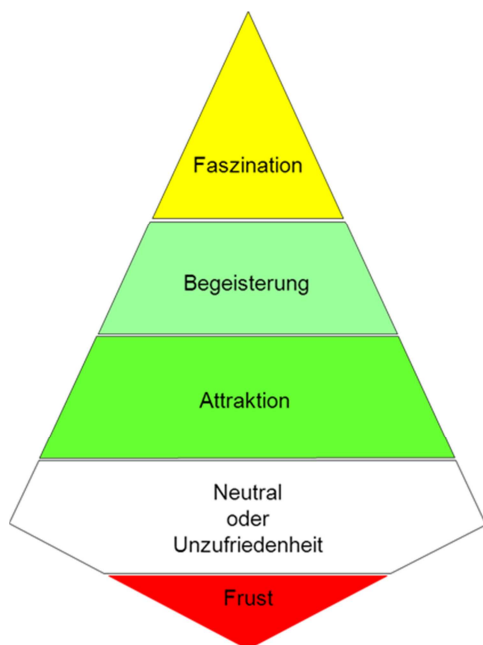 Faszination
Begeisterung
Attraktion
Neutral
oder
Unzufriedenheit
Frust